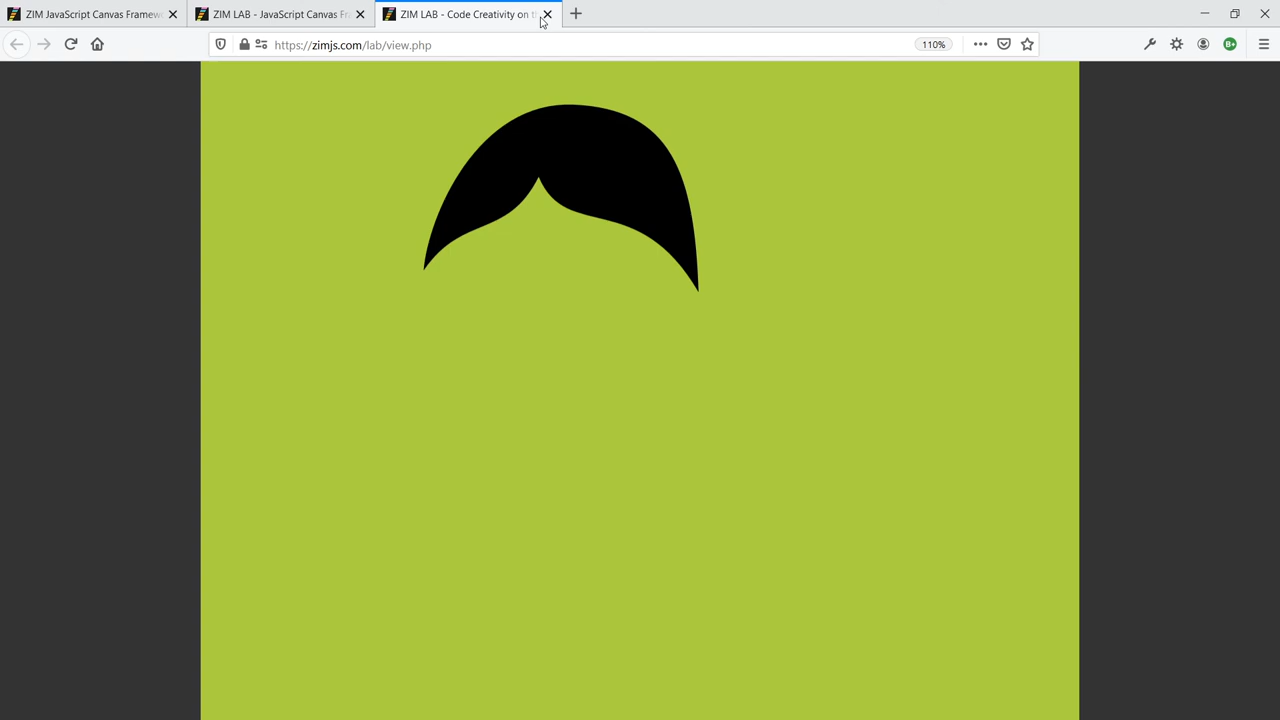 ZIM JavaScript Canvas Framew
ZIM LAB - JavaScript Canvas Fra
ZIM LAB - Code Creativity on t
https://zimjs.com/lab/view.php
110%
B+